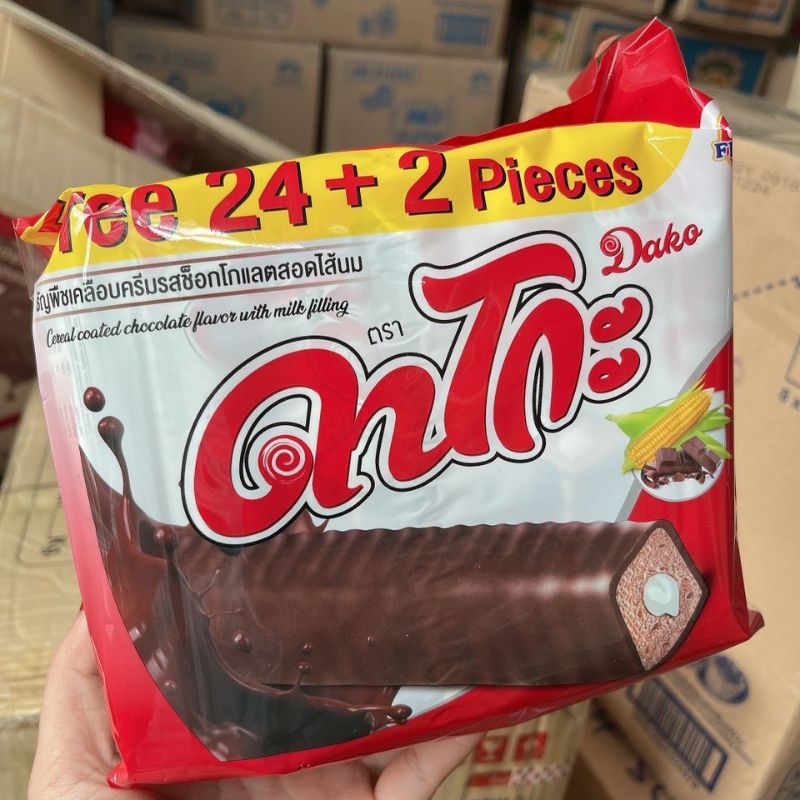 Free 24 + 2 Pieces
Dako
ธัญพืชเคลือบครีมรสช็อกโกแลตสอดไส้นม
Cereal coated chocolate flavor with milk filling
ตรา
ดาโกะ